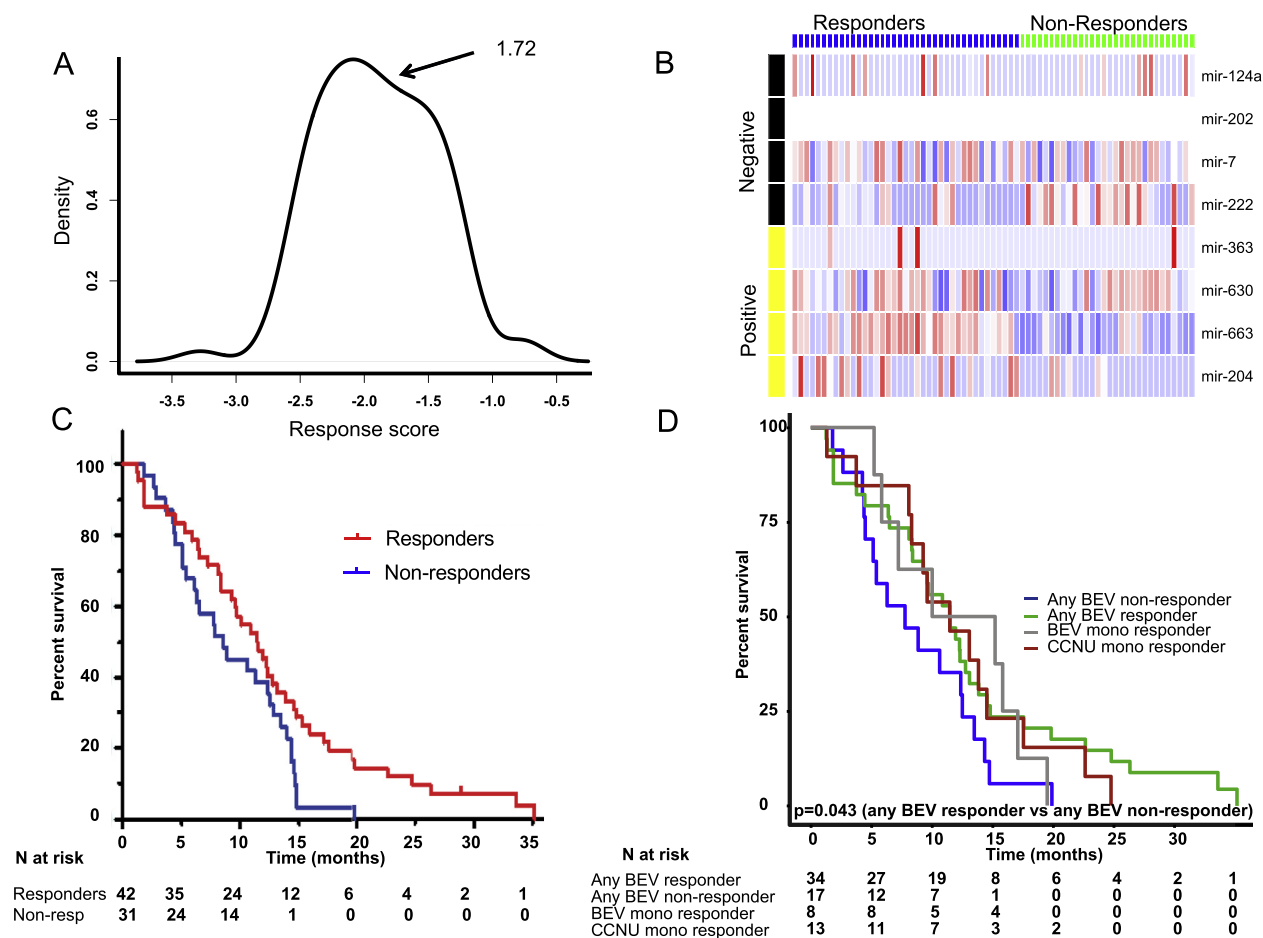 A
1.72
Density
0.6
0.4
0.2
0.0
-3.5 -3.0 -2.5 -2.0 -1.5 -1.0 -0.5
Response score
B
Responders Non-Responders
Negative
Positive
mir-124a
mir-202
mir-7
mir-222
mir-363
mir-630
mir-663
mir-204
C
Percent survival
100
80
60
40
20
0
Responders
Non-responders
0 5 10 15 20 25 30 35
Time (months)
N at risk
Responders 42 35 24 12 6 4 2 1
Non-resp 31 24 14 1 0 0 0 0
D
Percent survival
100
75
50
25
0
Any BEV non-responder
Any BEV responder
BEV mono responder
CCNU mono responder
p=0.043 (any BEV responder vs any BEV non-responder)
0 5 10 15 20 25 30
Time (months)
N at risk
Any BEV responder 34 27 19 8 6 4 2 1
Any BEV non-responder 17 12 7 1 0 0 0 0
BEV mono responder 8 8 5 4 0 0 0 0
CCNU mono responder 13 11 7 3 2 0 0 0